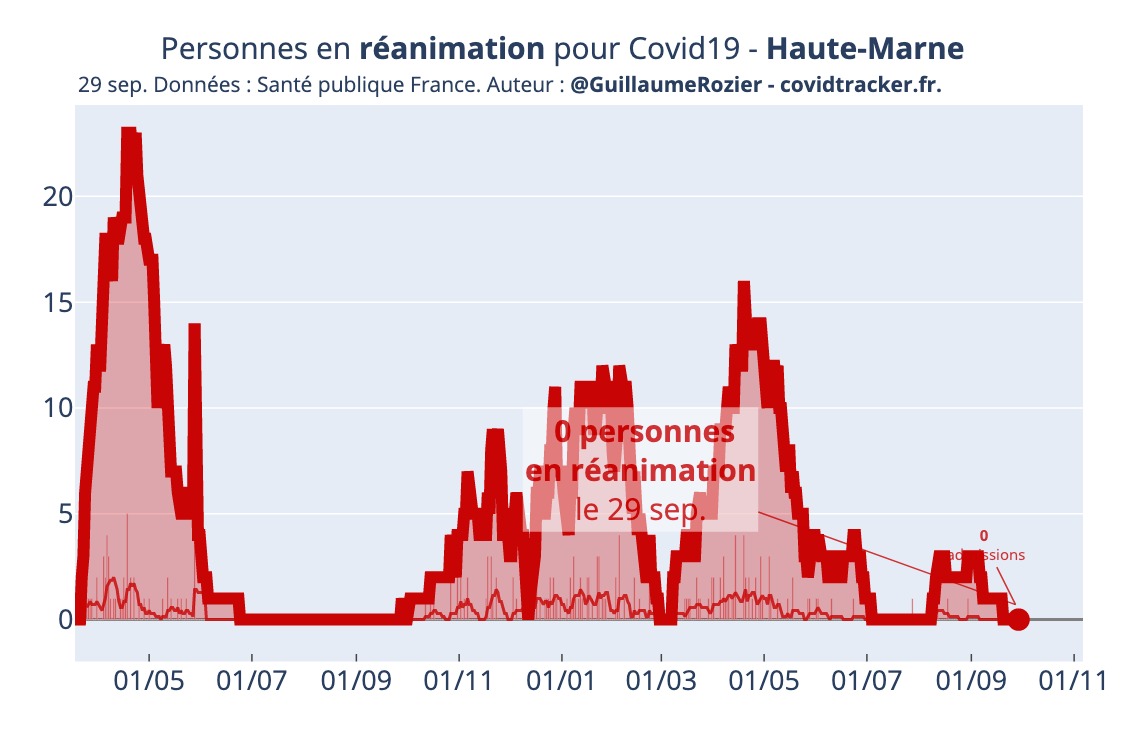 Personnes en réanimation pour Covid19 - Haute-Marne
29 sep. Données : Santé publique France. Auteur : @GuillaumeRozier - covidtracker.fr.
20
15
10
5
0
0 personnes
en réanimation
le 29 sep.
0
admissions
01/05
01/07
01/09
01/11
01/01
01/03
01/05
01/07
01/09
01/11